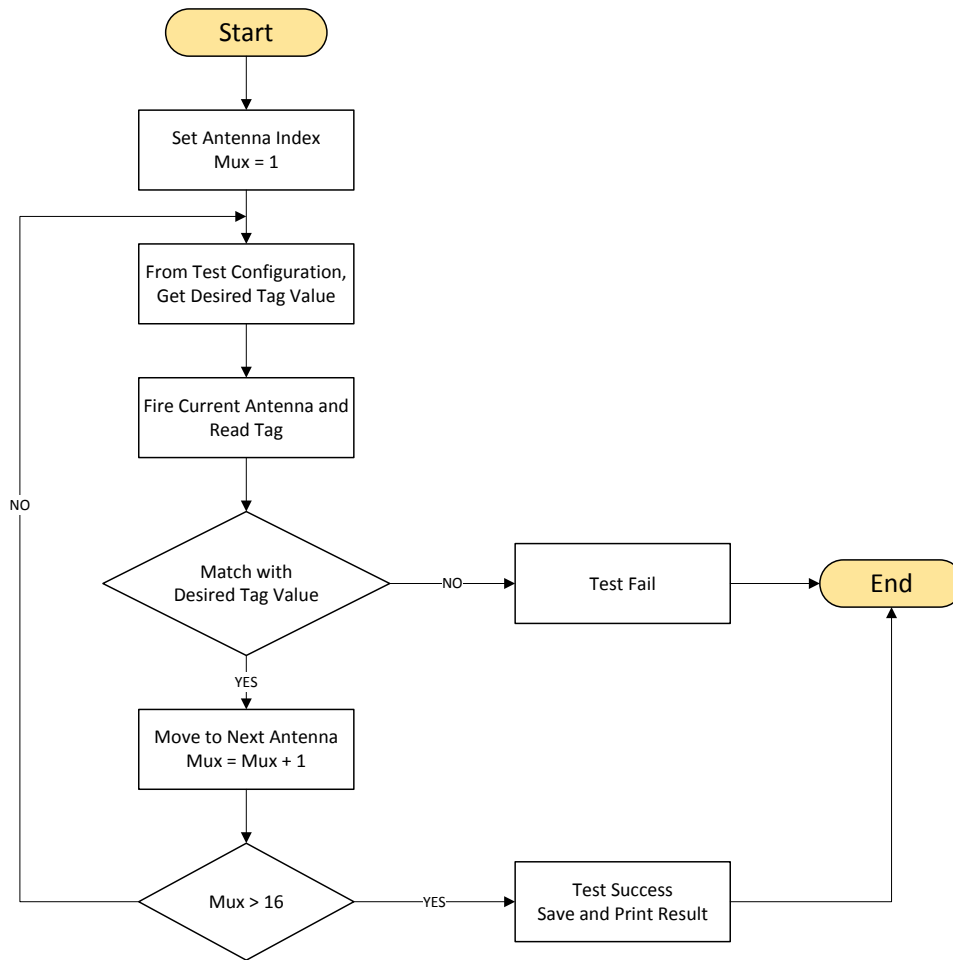 Start
Set Antenna Index
Mux = 1
From Test Configuration,
Get Desired Tag Value
Fire Current Antenna and
Read Tag
NO
Match with
Desired Tag Value
NO
Test Fail
End
YES
Move to Next Antenna
Mux = Mux + 1
Mux > 16
YES
Test Success
Save and Print Result